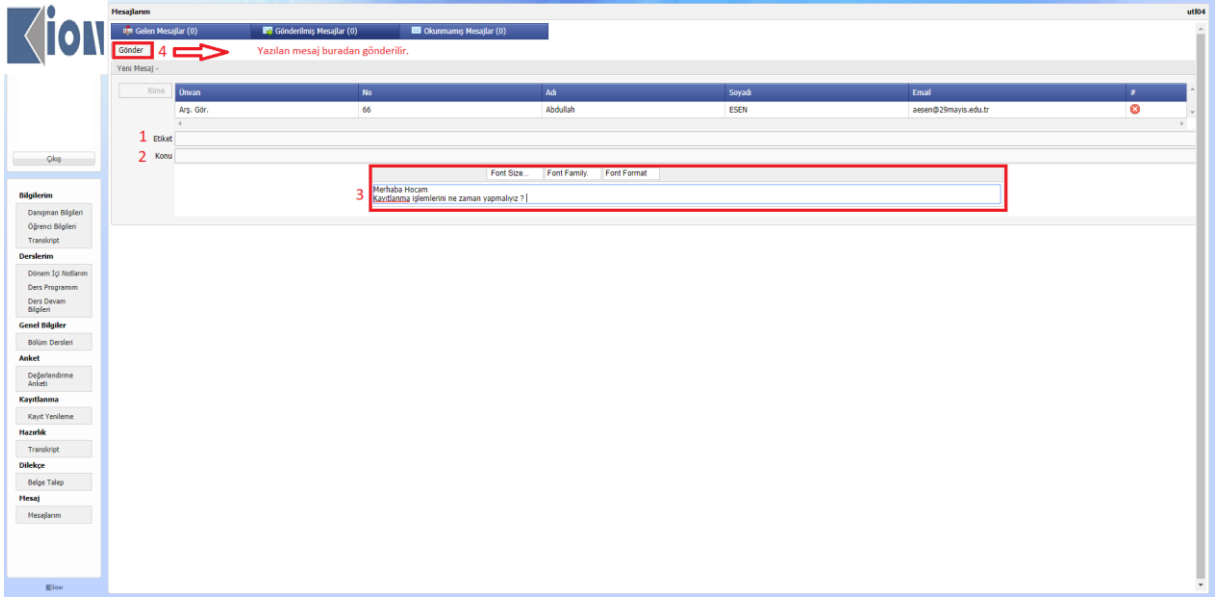 Kion
Mesajlarım
utl04
Gelen Mesajlar (0)
Gönderilmiş Mesajlar (0)
Okunmamış Mesajlar (0)
Gönder
4
Yazılan mesaj buradan gönderilir.
Yeni Mesaj -
Kime
Ünvan
No
Adı
Soyadı
Email
#
Arş. Gör.
66
Abdullah
ESEN
aesen@29mayis.edu.tr
1 Etiket
2 Konu
Font Size...
Font Family.
Font Format
3
Merhaba Hocam
Kayıtlanma işlemlerini ne zaman yapmalıyız ?
Çıkış
Bilgilerim
Danışman Bilgileri
Öğrenci Bilgileri
Transkript
Derslerim
Dönem İçi Notlarım
Ders Programım
Ders Devam
Bilgileri
Genel Bilgiler
Bölüm Dersleri
Anket
Değerlendirme
Anketi
Kayıtlanma
Kayıt Yenileme
Hazırlık
Transkript
Dilekçe
Belge Talep
Mesaj
Mesajlarım
Kion